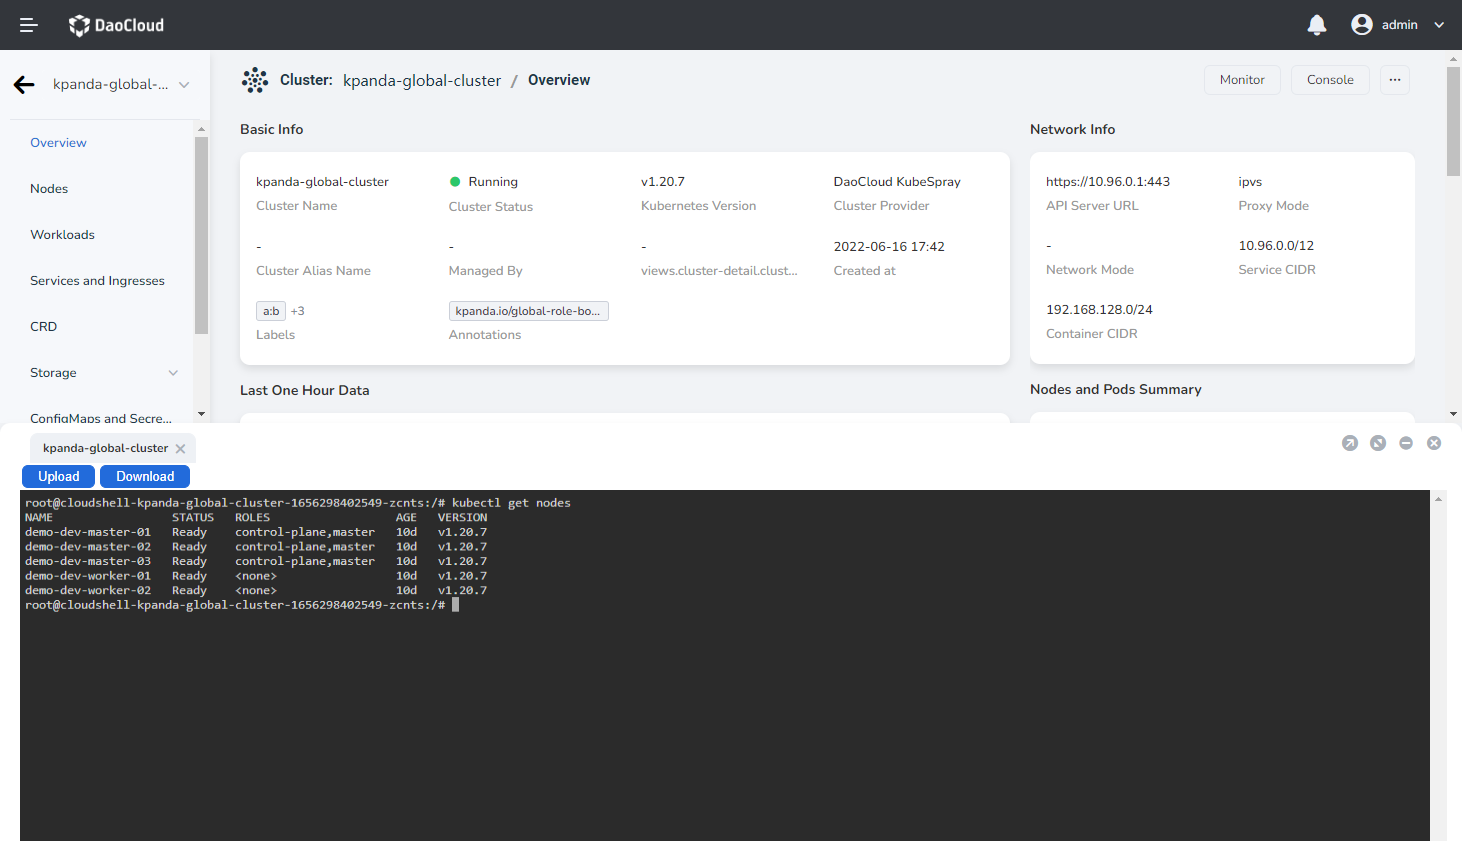 DaoCloud
admin
kpanda-global-...
Cluster: kpanda-global-cluster / Overview
Monitor
Console
...
Overview
Nodes
Workloads
Services and Ingresses
CRD
Storage
ConfigMaps and Secre...
Basic Info
kpanda-global-cluster
Cluster Name
Running
Cluster Status
v1.20.7
Kubernetes Version
DaoCloud KubeSpray
Cluster Provider
-
Cluster Alias Name
-
Managed By
-
views.cluster-detail.clust...
2022-06-16 17:42
Created at
a:b +3
Labels
kpanda.io/global-role-bo...
Annotations
Network Info
https://10.96.0.1:443
API Server URL
ipvs
Proxy Mode
-
Network Mode
10.96.0.0/12
Service CIDR
192.168.128.0/24
Container CIDR
Last One Hour Data
Nodes and Pods Summary
kpanda-global-cluster
Upload
Download
root@cloudshell-kpanda-global-cluster-1656298402549-zcnts:/# kubectl get nodes
NAME STATUS ROLES AGE VERSION
demo-dev-master-01 Ready control-plane,master 10d v1.20.7
demo-dev-master-02 Ready control-plane,master 10d v1.20.7
demo-dev-master-03 Ready control-plane,master 10d v1.20.7
demo-dev-worker-01 Ready <none> 10d v1.20.7
demo-dev-worker-02 Ready <none> 10d v1.20.7
root@cloudshell-kpanda-global-cluster-1656298402549-zcnts:/#